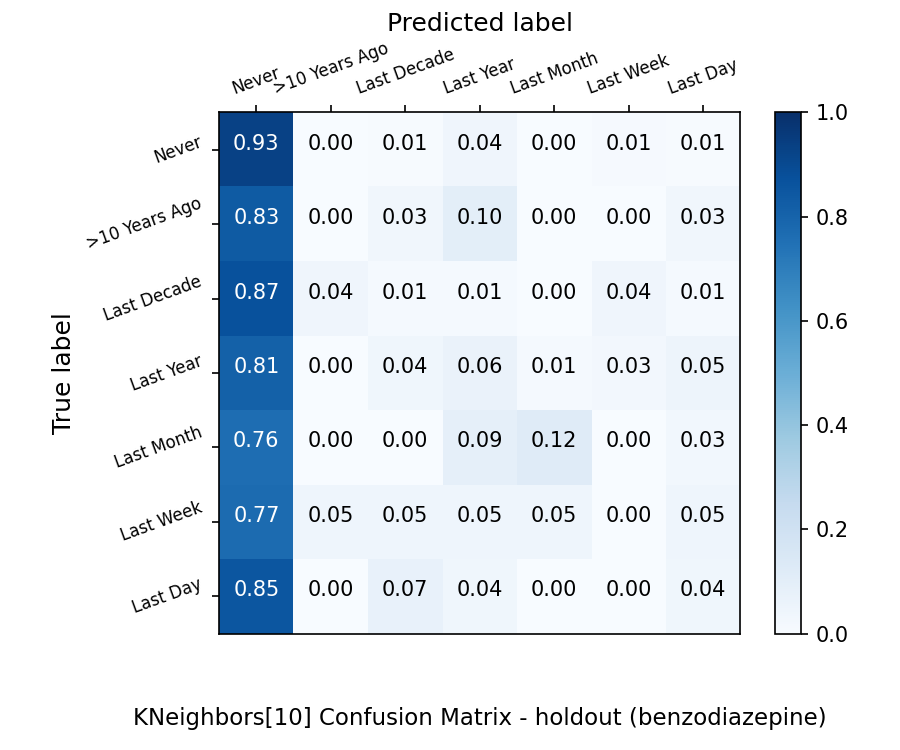 Predicted label
Never >10 Years Ago Last Decade Last Year Last Month Last Week Last Day
Never 0.93 0.00 0.01 0.04 0.00 0.01 0.01
>10 Years Ago 0.83 0.00 0.03 0.10 0.00 0.00 0.03
Last Decade 0.87 0.04 0.01 0.01 0.00 0.04 0.01
Last Year 0.81 0.00 0.04 0.06 0.01 0.03 0.05
Last Month 0.76 0.00 0.00 0.09 0.12 0.00 0.03
Last Week 0.77 0.05 0.05 0.05 0.05 0.00 0.05
Last Day 0.85 0.00 0.07 0.04 0.00 0.00 0.04
True label
1.0
0.8
0.6
0.4
0.2
0.0
KNeighbors[10] Confusion Matrix - holdout (benzodiazepine)